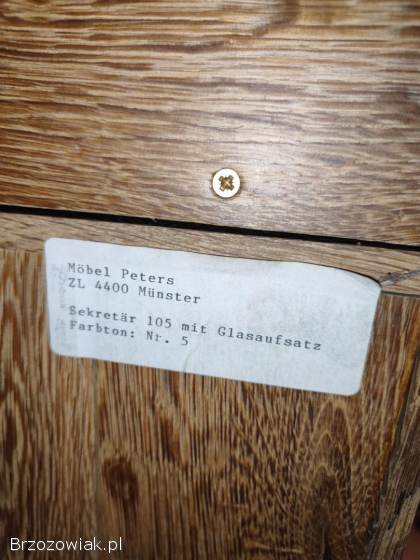 Möbel Peters
ZL 4400 Münster
Sekretär 105 mit Glasaufsatz
Farbton: Nr. 5
Brzozowiak.pl